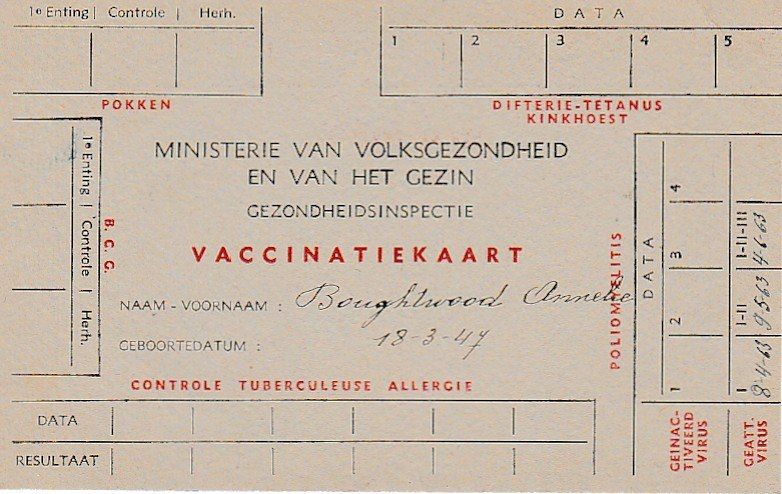 1e Enting | Controle | Herh.
POKKEN
DATA
1 2 3 4 5
DIFTERIE-TETANUS
KINKHOEST
MINISTERIE VAN VOLKSGEZONDHEID
EN VAN HET GEZIN
GEZONDHEIDSINSPECTIE
VACCINATIEKAART
NAAM - VOORNAAM : Boughtwood Anneke
GEBOORTEDATUM : 18-3-47
CONTROLE TUBERCULEUSE ALLERGIE
1e Enting | Controle | Herh.
B. C. G.
POLIOMYELITIS
DATA
1 2 3 4
GEINAC-
TIVEERD
VIRUS
I I-II I-II-III
8-4-63 9-5-63 4-6-63
GEATT.
VIRUS
DATA
RESULTAAT